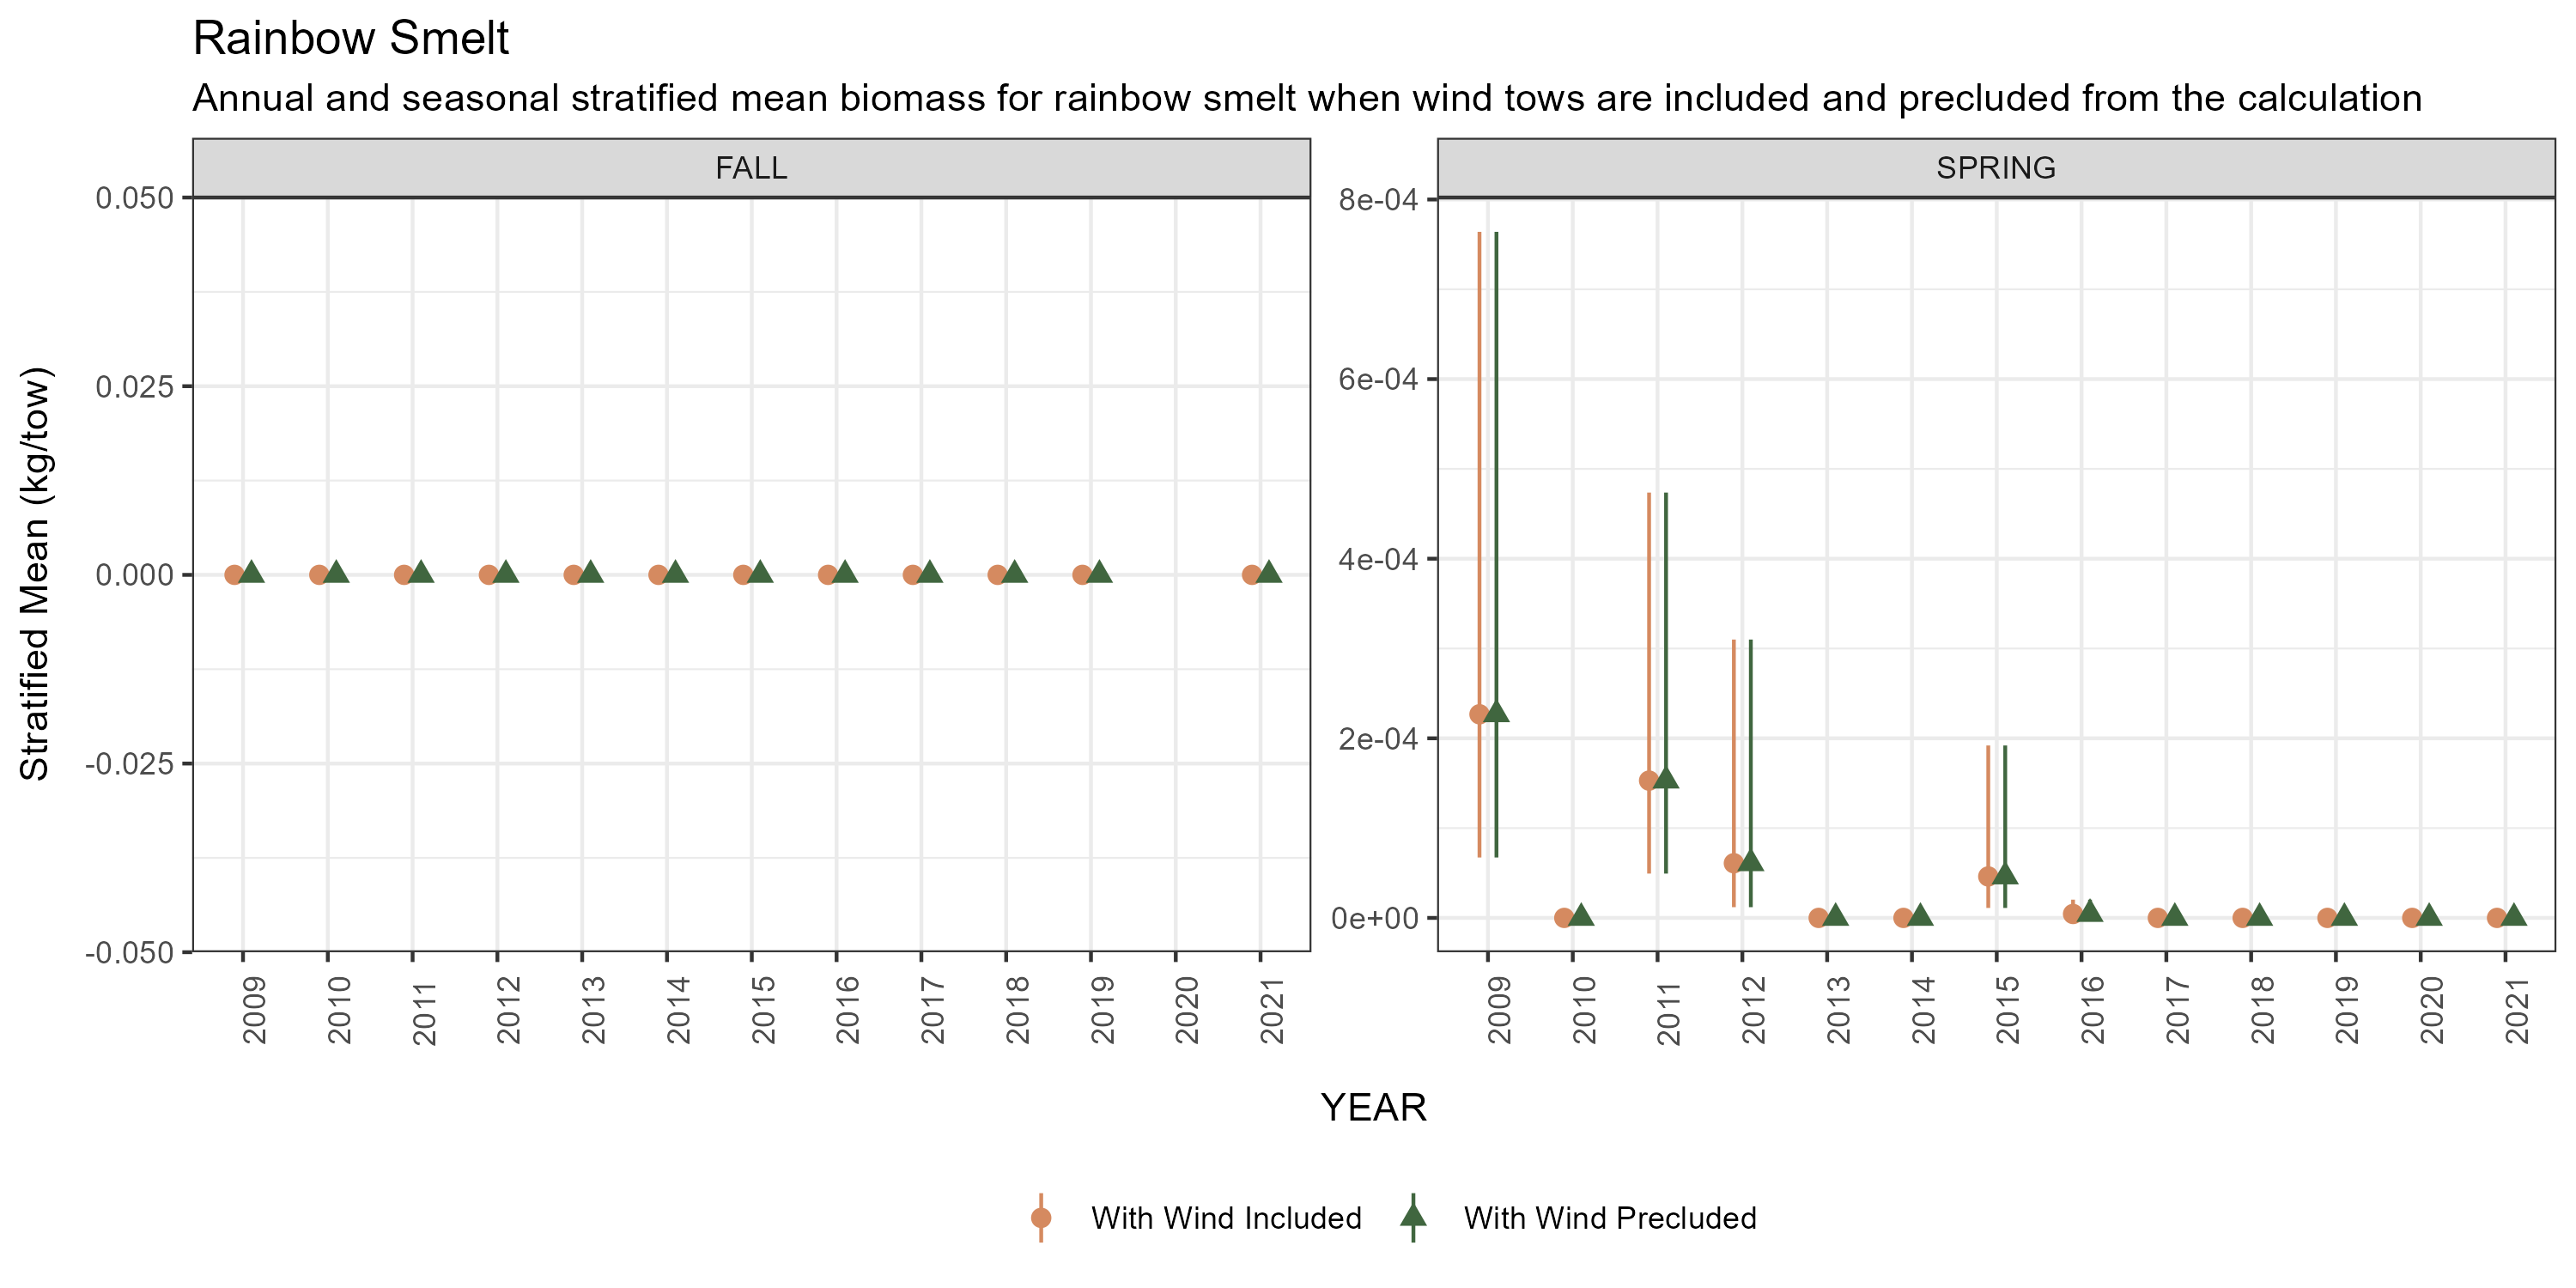 Rainbow Smelt
Annual and seasonal stratified mean biomass for rainbow smelt when wind tows are included and precluded from the calculation
FALL
SPRING
Stratified Mean (kg/tow)
0.050
0.025
0.000
-0.025
-0.050
8e-04
6e-04
4e-04
2e-04
0e+00
2009 2010 2011 2012 2013 2014 2015 2016 2017 2018 2019 2020 2021
2009 2010 2011 2012 2013 2014 2015 2016 2017 2018 2019 2020 2021
YEAR
With Wind Included
With Wind Precluded